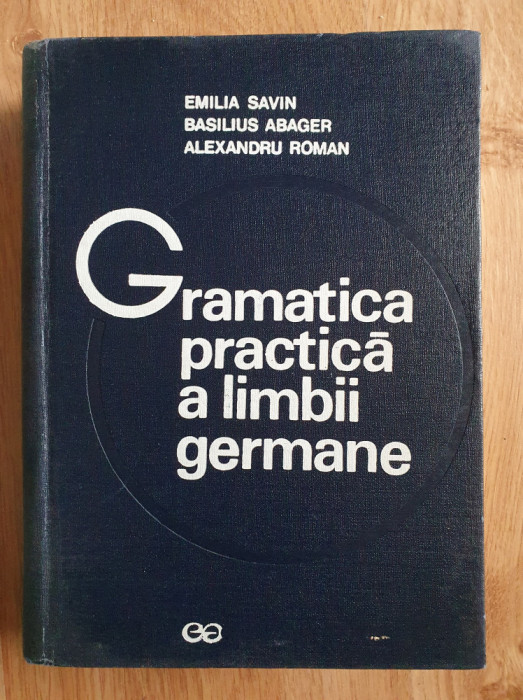 EMILIA SAVIN
BASILIUS ABAGER
ALEXANDRU ROMAN
Gramatica
practică
a limbii
germane